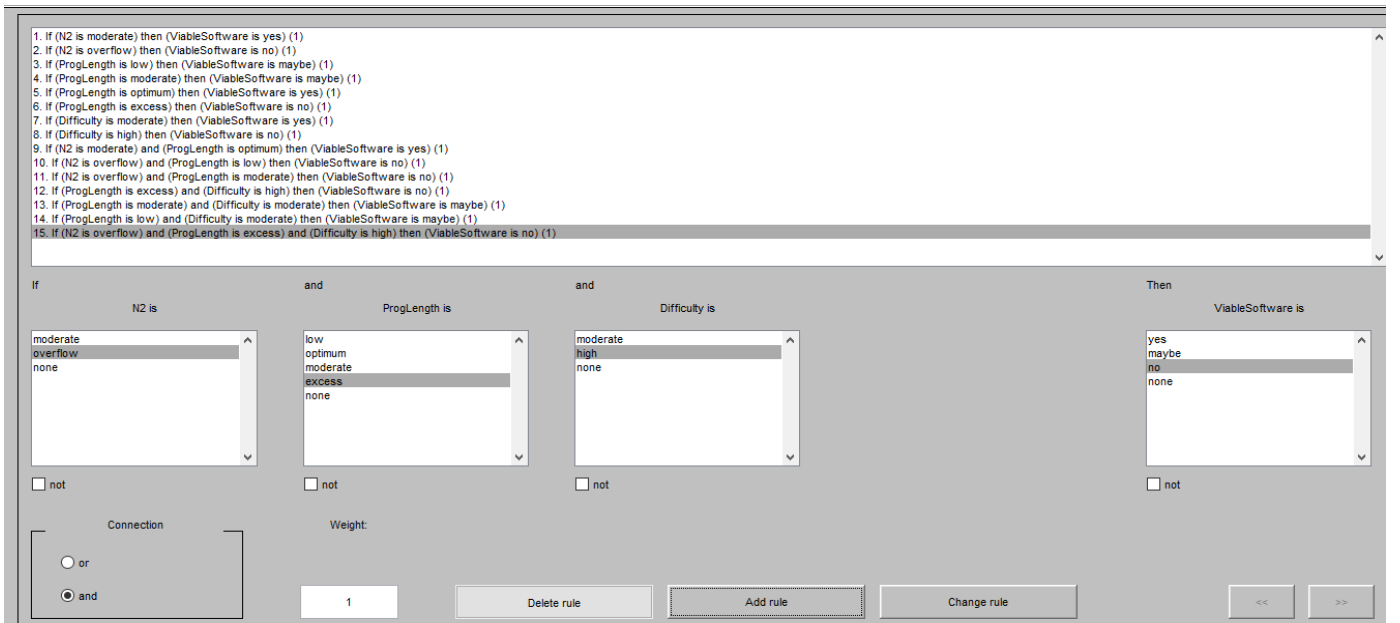 1. If (N2 is moderate) then (ViableSoftware is yes) (1)
2. If (N2 is overflow) then (ViableSoftware is no) (1)
3. If (ProgLength is low) then (ViableSoftware is maybe) (1)
4. If (ProgLength is moderate) then (ViableSoftware is maybe) (1)
5. If (ProgLength is optimum) then (ViableSoftware is yes) (1)
6. If (ProgLength is excess) then (ViableSoftware is no) (1)
7. If (Difficulty is moderate) then (ViableSoftware is yes) (1)
8. If (Difficulty is high) then (ViableSoftware is no) (1)
9. If (N2 is moderate) and (ProgLength is optimum) then (ViableSoftware is yes) (1)
10. If (N2 is overflow) and (ProgLength is low) then (ViableSoftware is no) (1)
11. If (N2 is overflow) and (ProgLength is moderate) then (ViableSoftware is no) (1)
12. If (ProgLength is excess) and (Difficulty is high) then (ViableSoftware is no) (1)
13. If (ProgLength is moderate) and (Difficulty is moderate) then (ViableSoftware is maybe) (1)
14. If (ProgLength is low) and (Difficulty is moderate) then (ViableSoftware is maybe) (1)
15. If (N2 is overflow) and (ProgLength is excess) and (Difficulty is high) then (ViableSoftware is no) (1)
If and and Then
N2 is ProgLength is Difficulty is ViableSoftware is
moderate
overflow
none
low
optimum
moderate
excess
none
moderate
high
none
yes
maybe
no
none
not not not not
Connection Weight:
or
and
1 Delete rule Add rule Change rule << >>